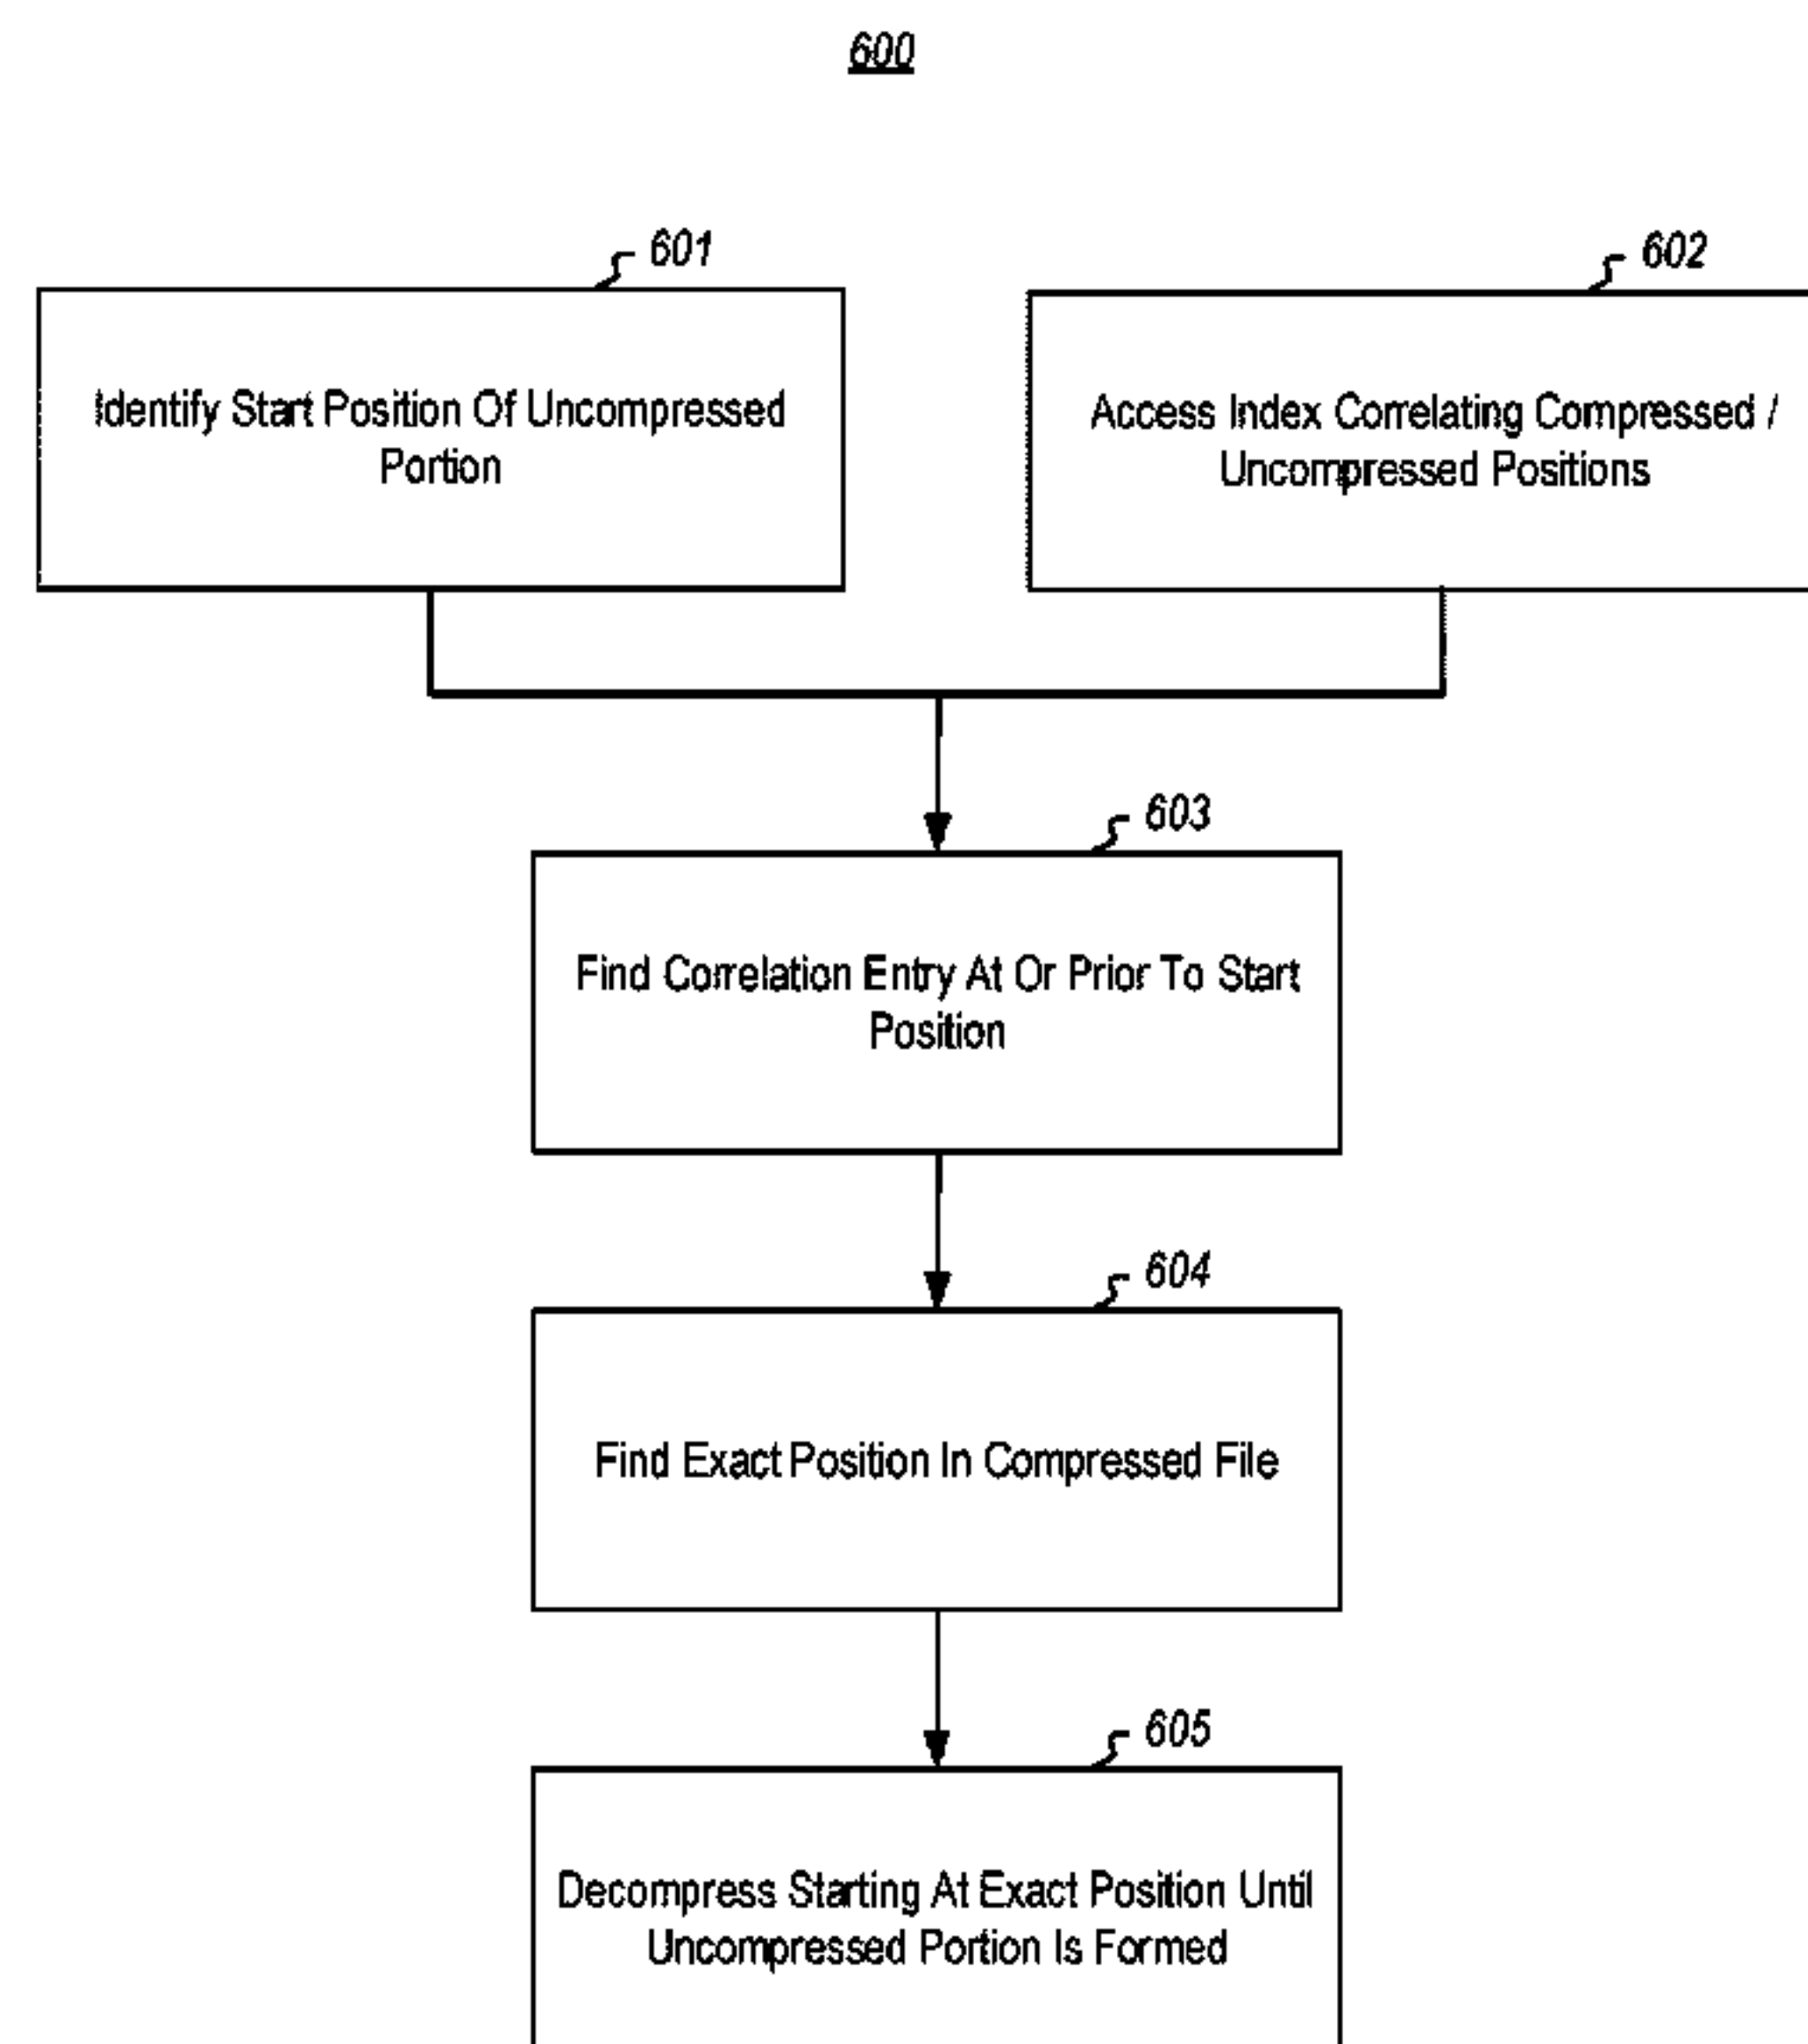 600
601
Identify Start Position Of Uncompressed
Portion
602
Access Index Correlating Compressed /
Uncompressed Positions
603
Find Correlation Entry At Or Prior To Start
Position
604
Find Exact Position In Compressed File
605
Decompress Starting At Exact Position Until
Uncompressed Portion Is Formed